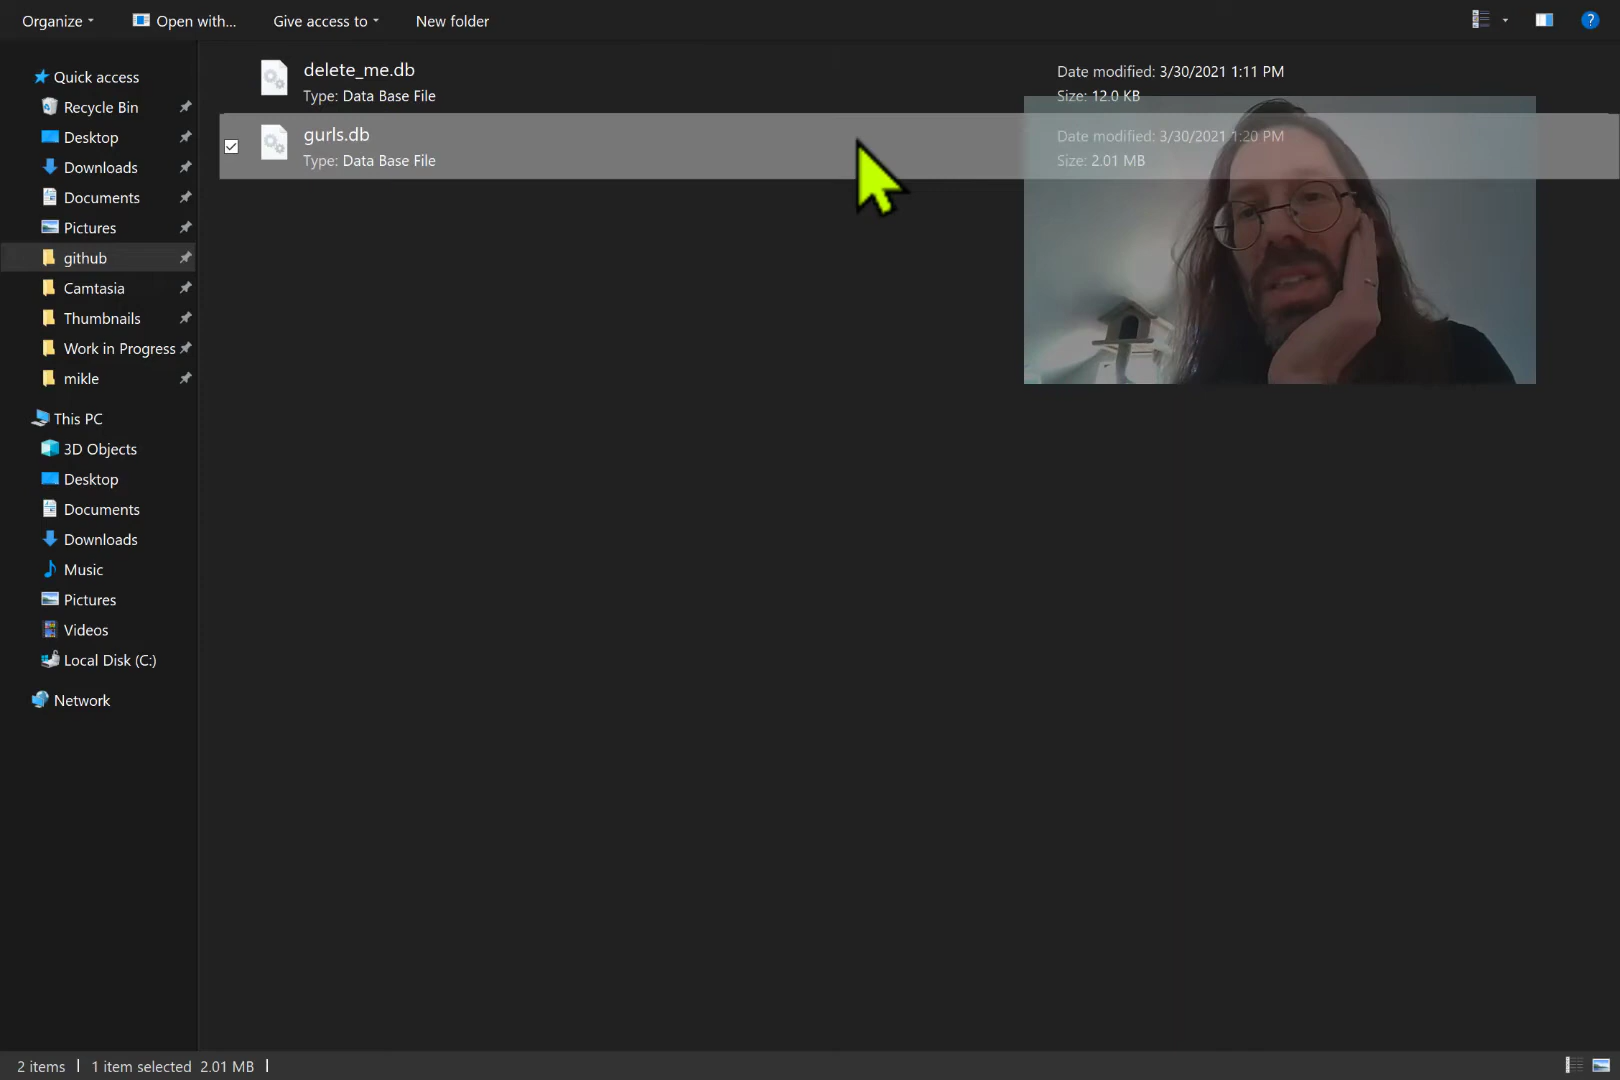 Organize
Open with...
Give access to
New folder
?
Quick access
Recycle Bin
Desktop
Downloads
Documents
Pictures
github
Camtasia
Thumbnails
Work in Progress
mikle
This PC
3D Objects
Desktop
Documents
Downloads
Music
Pictures
Videos
Local Disk (C:)
Network
delete_me.db
Type: Data Base File
Date modified: 3/30/2021 1:11 PM
Size: 12.0 KB
gurls.db
Type: Data Base File
Date modified: 3/30/2021 1:20 PM
Size: 2.01 MB
2 items
1 item selected 2.01 MB